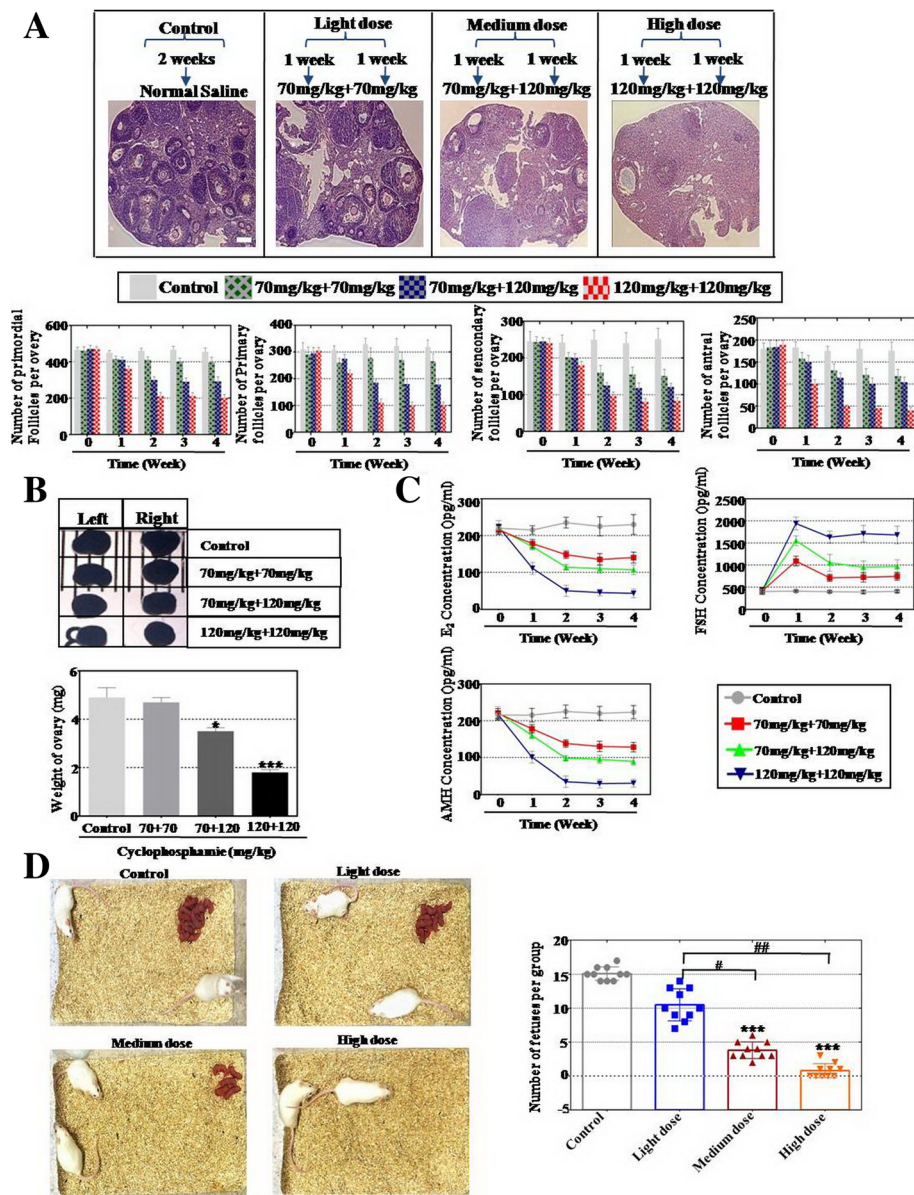 A
Control
Light dose
Medium dose
High dose
2 weeks
1 week 1 week
1 week 1 week
1 week 1 week
Normal Saline
70mg/kg+70mg/kg
70mg/kg+120mg/kg
120mg/kg+120mg/kg
Control 70mg/kg+70mg/kg 70mg/kg+120mg/kg 120mg/kg+120mg/kg
Number of primordial
Follicles per overy
600
400
200
0
0 1 2 3 4
Time (Week)
Number of Primary
follicles per ovary
300
200
100
0
0 1 2 3 4
Time (Week)
Number of sencondary
follicles per ovary
300
200
100
0
0 1 2 3 4
Time (Week)
Number of antral
follicles per ovary
250
200
150
100
50
0 1 2 3 4
Time (Week)
B
Left Right
Control
70mg/kg+70mg/kg
70mg/kg+120mg/kg
120mg/kg+120mg/kg
Weight of ovary (mg)
6
4
2
0
*
***
Control 70+70 70+120 120+120
Cyclophosphamie (mg/kg)
C
E2 Concentration ()pg/ml)
300
200
100
0
0 1 2 3 4
Time (Week)
FSH Concentration ()pg/ml)
2500
2000
1500
1000
500
0
0 1 2 3 4
Time (Week)
AMH Concentration ()pg/ml)
300
200
100
0
0 1 2 3 4
Time (Week)
Control
70mg/kg+70mg/kg
70mg/kg+120mg/kg
120mg/kg+120mg/kg
D
Control
Light dose
Medium dose
High dose
Number of fetuses per group
20
15
10
5
0
-5
##
#
***
***
Control
Light dose
Medium dose
High dose